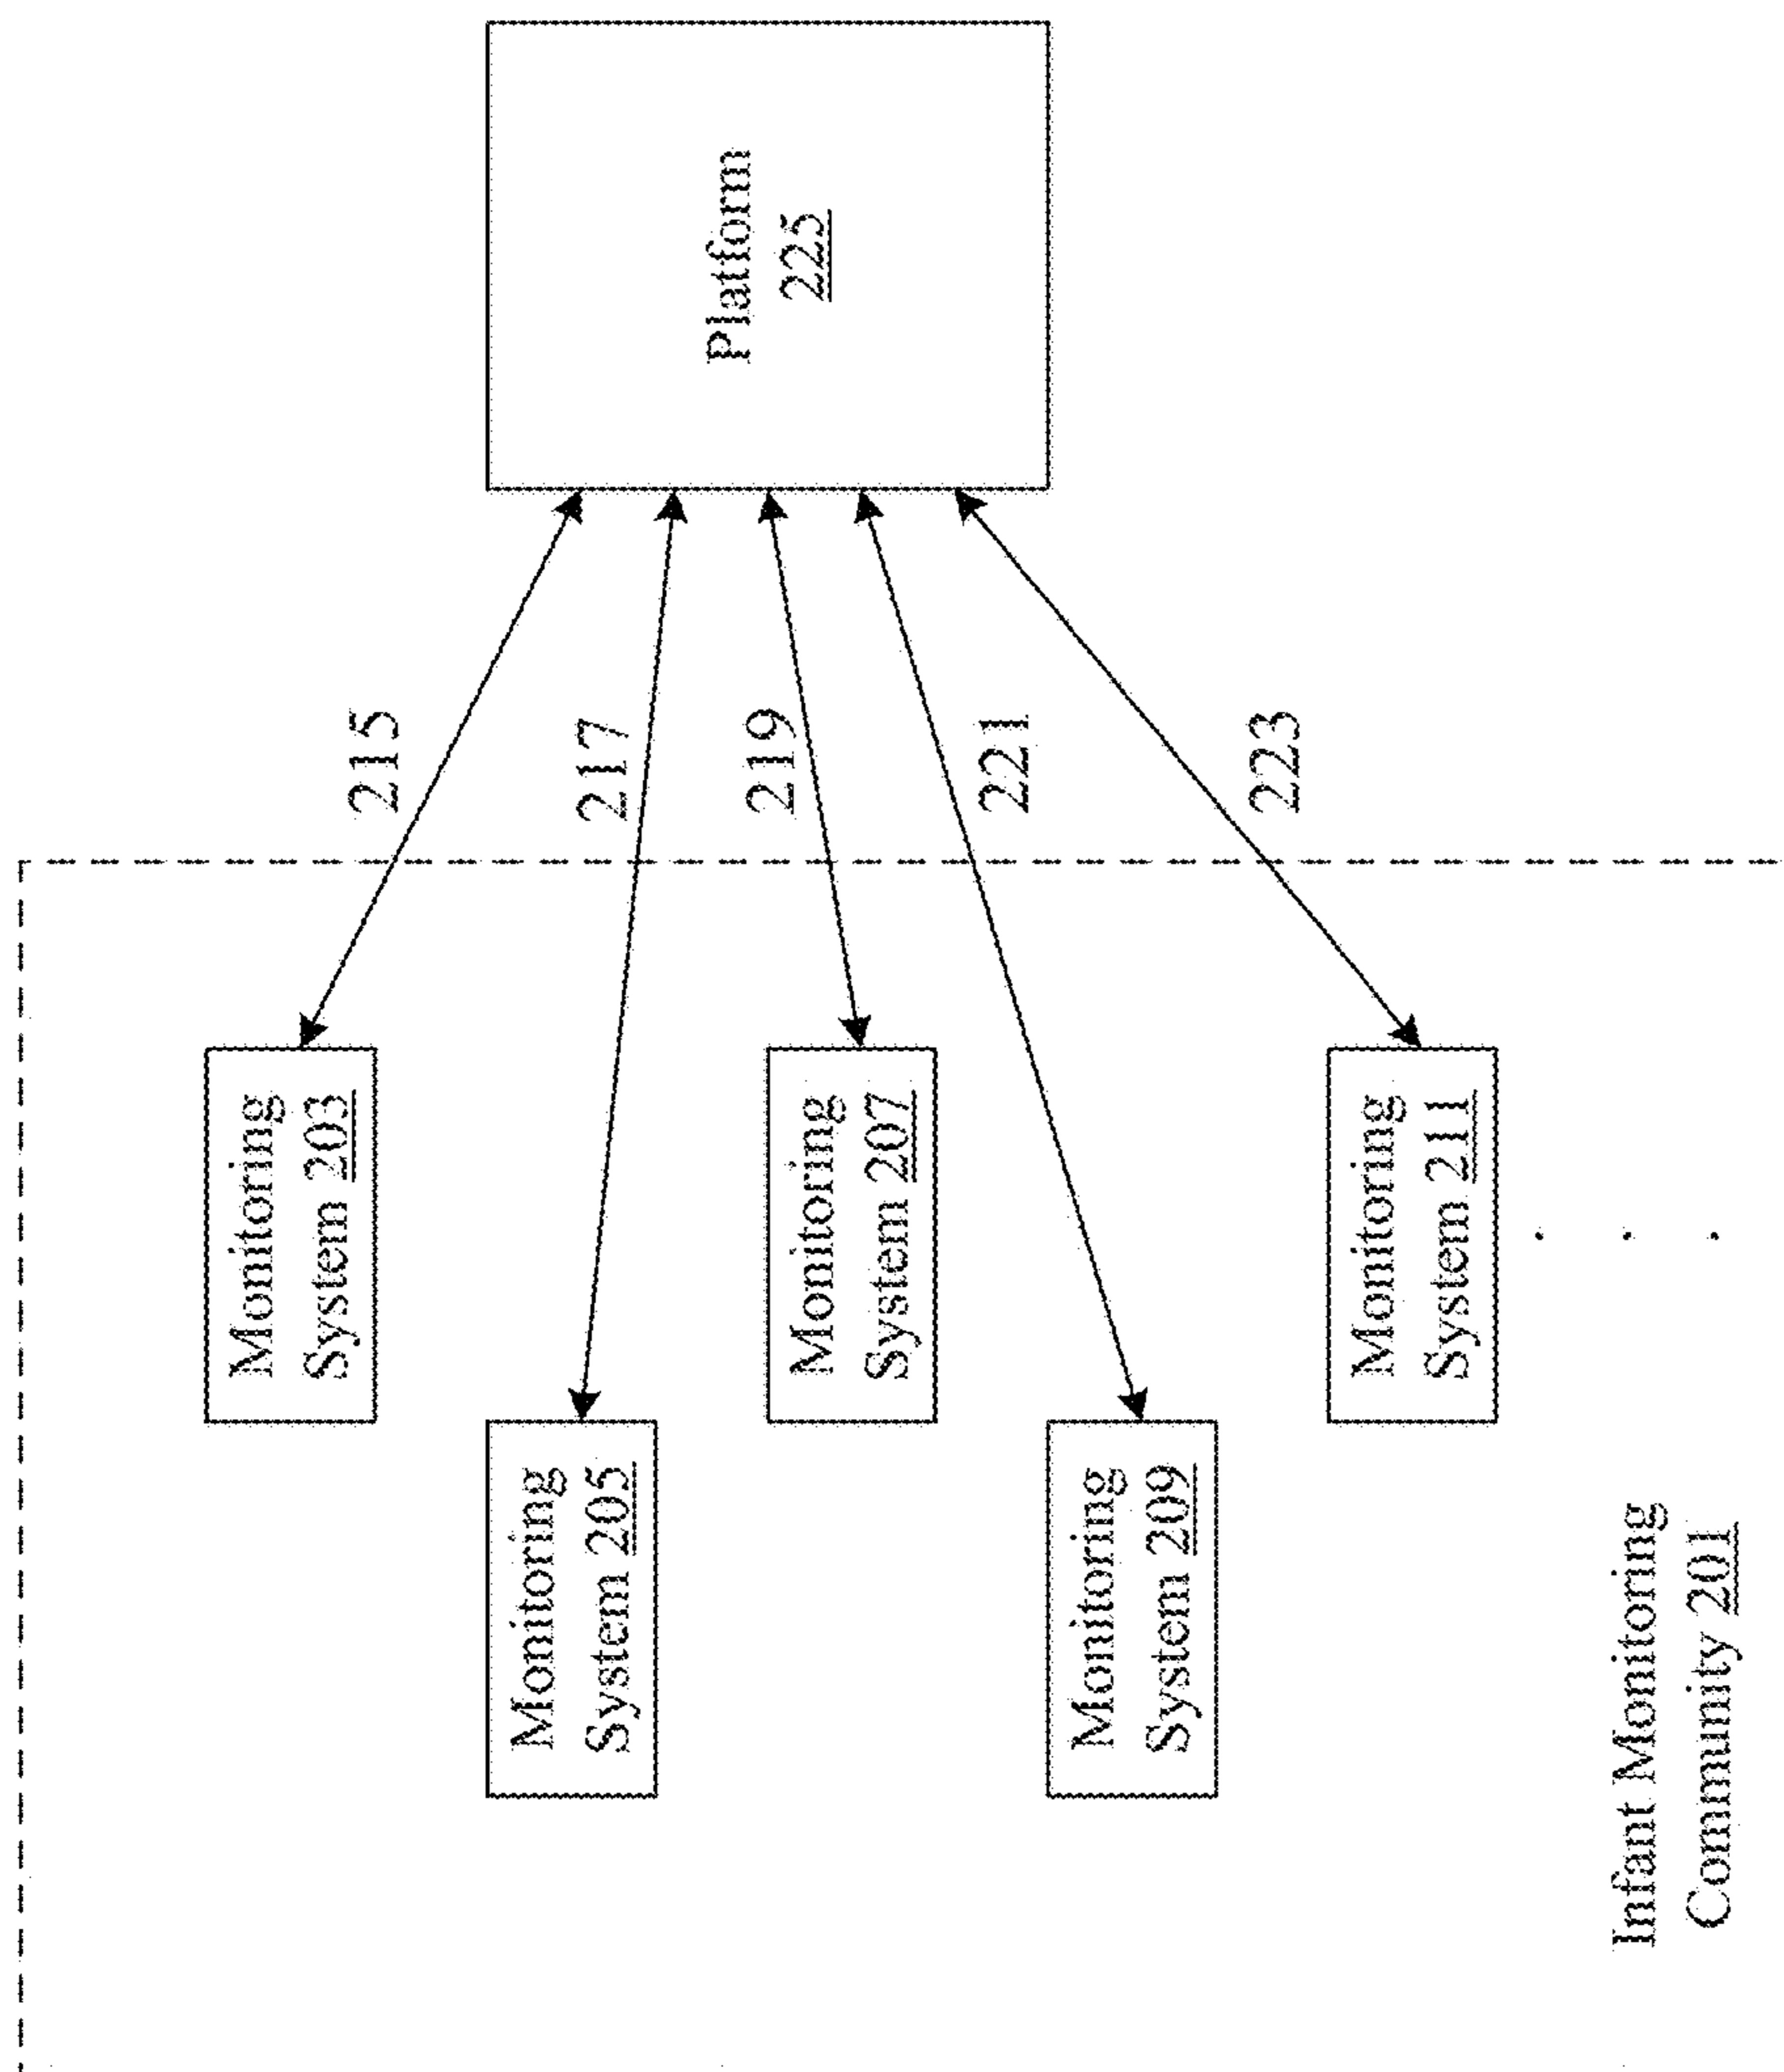 Platform
225
215
217
219
221
223
Monitoring
System 203
Monitoring
System 205
Monitoring
System 207
Monitoring
System 209
Monitoring
System 211
Infant Monitoring
Community 201